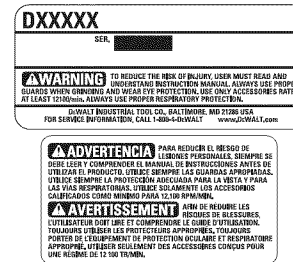 DXXXXX
SER.
WARNING TO REDUCE THE RISK OF INJURY, USER MUST READ AND
UNDERSTAND INSTRUCTION MANUAL, ALWAYS USE PROPE
GUARDS WHEN GRINDING AND WEAR EYE PROTECTION. USE ONLY ACCESSORIES RATE
AT LEAST 12100/min. ALWAYS USE PROPER RESPIRATORY PROTECTION.
DEWALT INDUSTRIAL TOOL CO., BALTIMORE, MD 21286 USA
FOR SERVICE INFORMATION, CALL 1-800-4-DEWALT www.DEWALT.com
ADVERTENCIA PARA REDUCIR EL RIESGO DE
LESIONES PERSONALES, SIEMPRE SE
DEBE LEER Y COMPRENDER EL MANUAL DE INSTRUCCIONES ANTES DE
UTILIZAR EL PRODUCTO. UTILICE SIEMPRE LAS GUARDAS APROPIADAS.
UTILICE SIEMPRE LA PROTECCIÓN ADECUADA PARA LA VISTA Y PARA
LAS VÍAS RESPIRATORIAS. UTILICE SOLAMENTE LOS ACCESORIOS
CALIFICADOS COMO MÍNIMO PARA 12,100 RPM/MIN.
AVERTISSEMENT AFIN DE RÉDUIRE LES
RISQUES DE BLESSURES,
L'UTILISATEUR DOIT LIRE ET COMPRENDRE LE GUIDE D'UTILISATION.
TOUJOURS UTILISER LES PROTECTEURS APPROPRIÉS, TOUJOURS
PORTER DE L'ÉQUIPEMENT DE PROTECTION OCULAIRE ET RESPIRATOIRE
APPROPRIÉ, UTILISER SEULEMENT DES ACCESSOIRES CONÇUS POUR
UNE RÉGIME DE 12 100 TR/MIN.